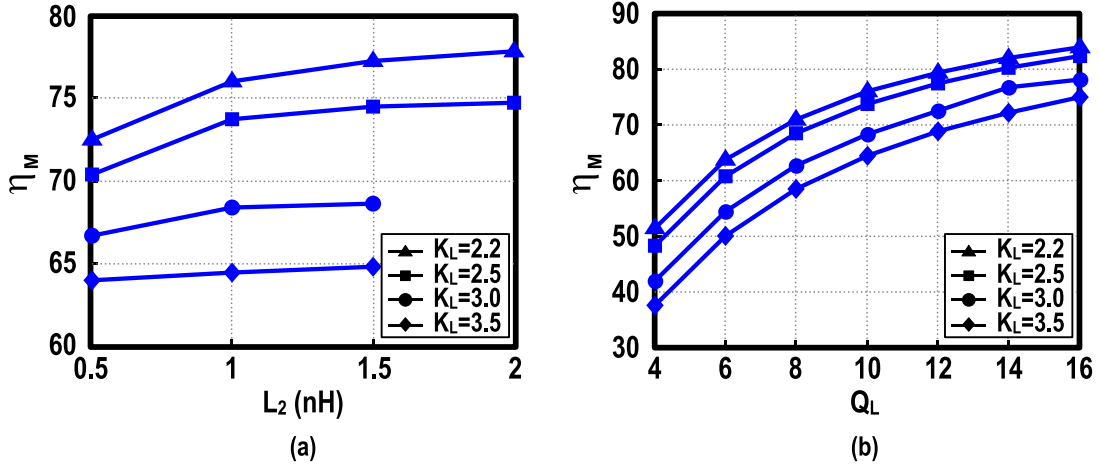 80
75
70
65
60
η_M
0.5 1 1.5 2
L₂ (nH)
K_L=2.2
K_L=2.5
K_L=3.0
K_L=3.5
(a)
90
80
70
60
50
40
30
η_M
4 6 8 10 12 14 16
Q_L
K_L=2.2
K_L=2.5
K_L=3.0
K_L=3.5
(b)